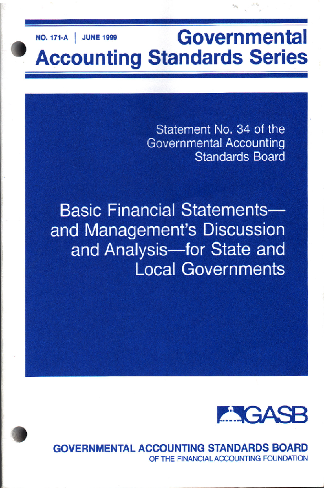 NO. 171-A | JUNE 1999
Governmental
Accounting Standards Series
Statement No. 34 of the
Governmental Accounting
Standards Board
Basic Financial Statements—
and Management's Discussion
and Analysis—for State and
Local Governments
GASB
GOVERNMENTAL ACCOUNTING STANDARDS BOARD
OF THE FINANCIAL ACCOUNTING FOUNDATION